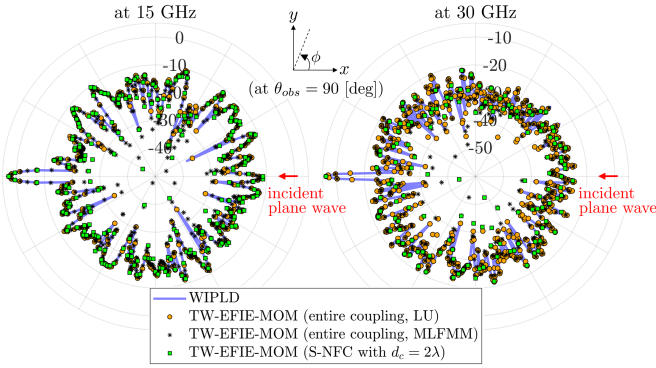 at 15 GHz
at 30 GHz
y
ϕ
x
(at θobs = 90 [deg])
0
-10
-20
-30
-40
-10
-20
-30
-40
-50
incident
plane wave
incident
plane wave
WIPLD
TW-EFIE-MOM (entire coupling, LU)
TW-EFIE-MOM (entire coupling, MLFMM)
TW-EFIE-MOM (S-NFC with dc = 2λ)